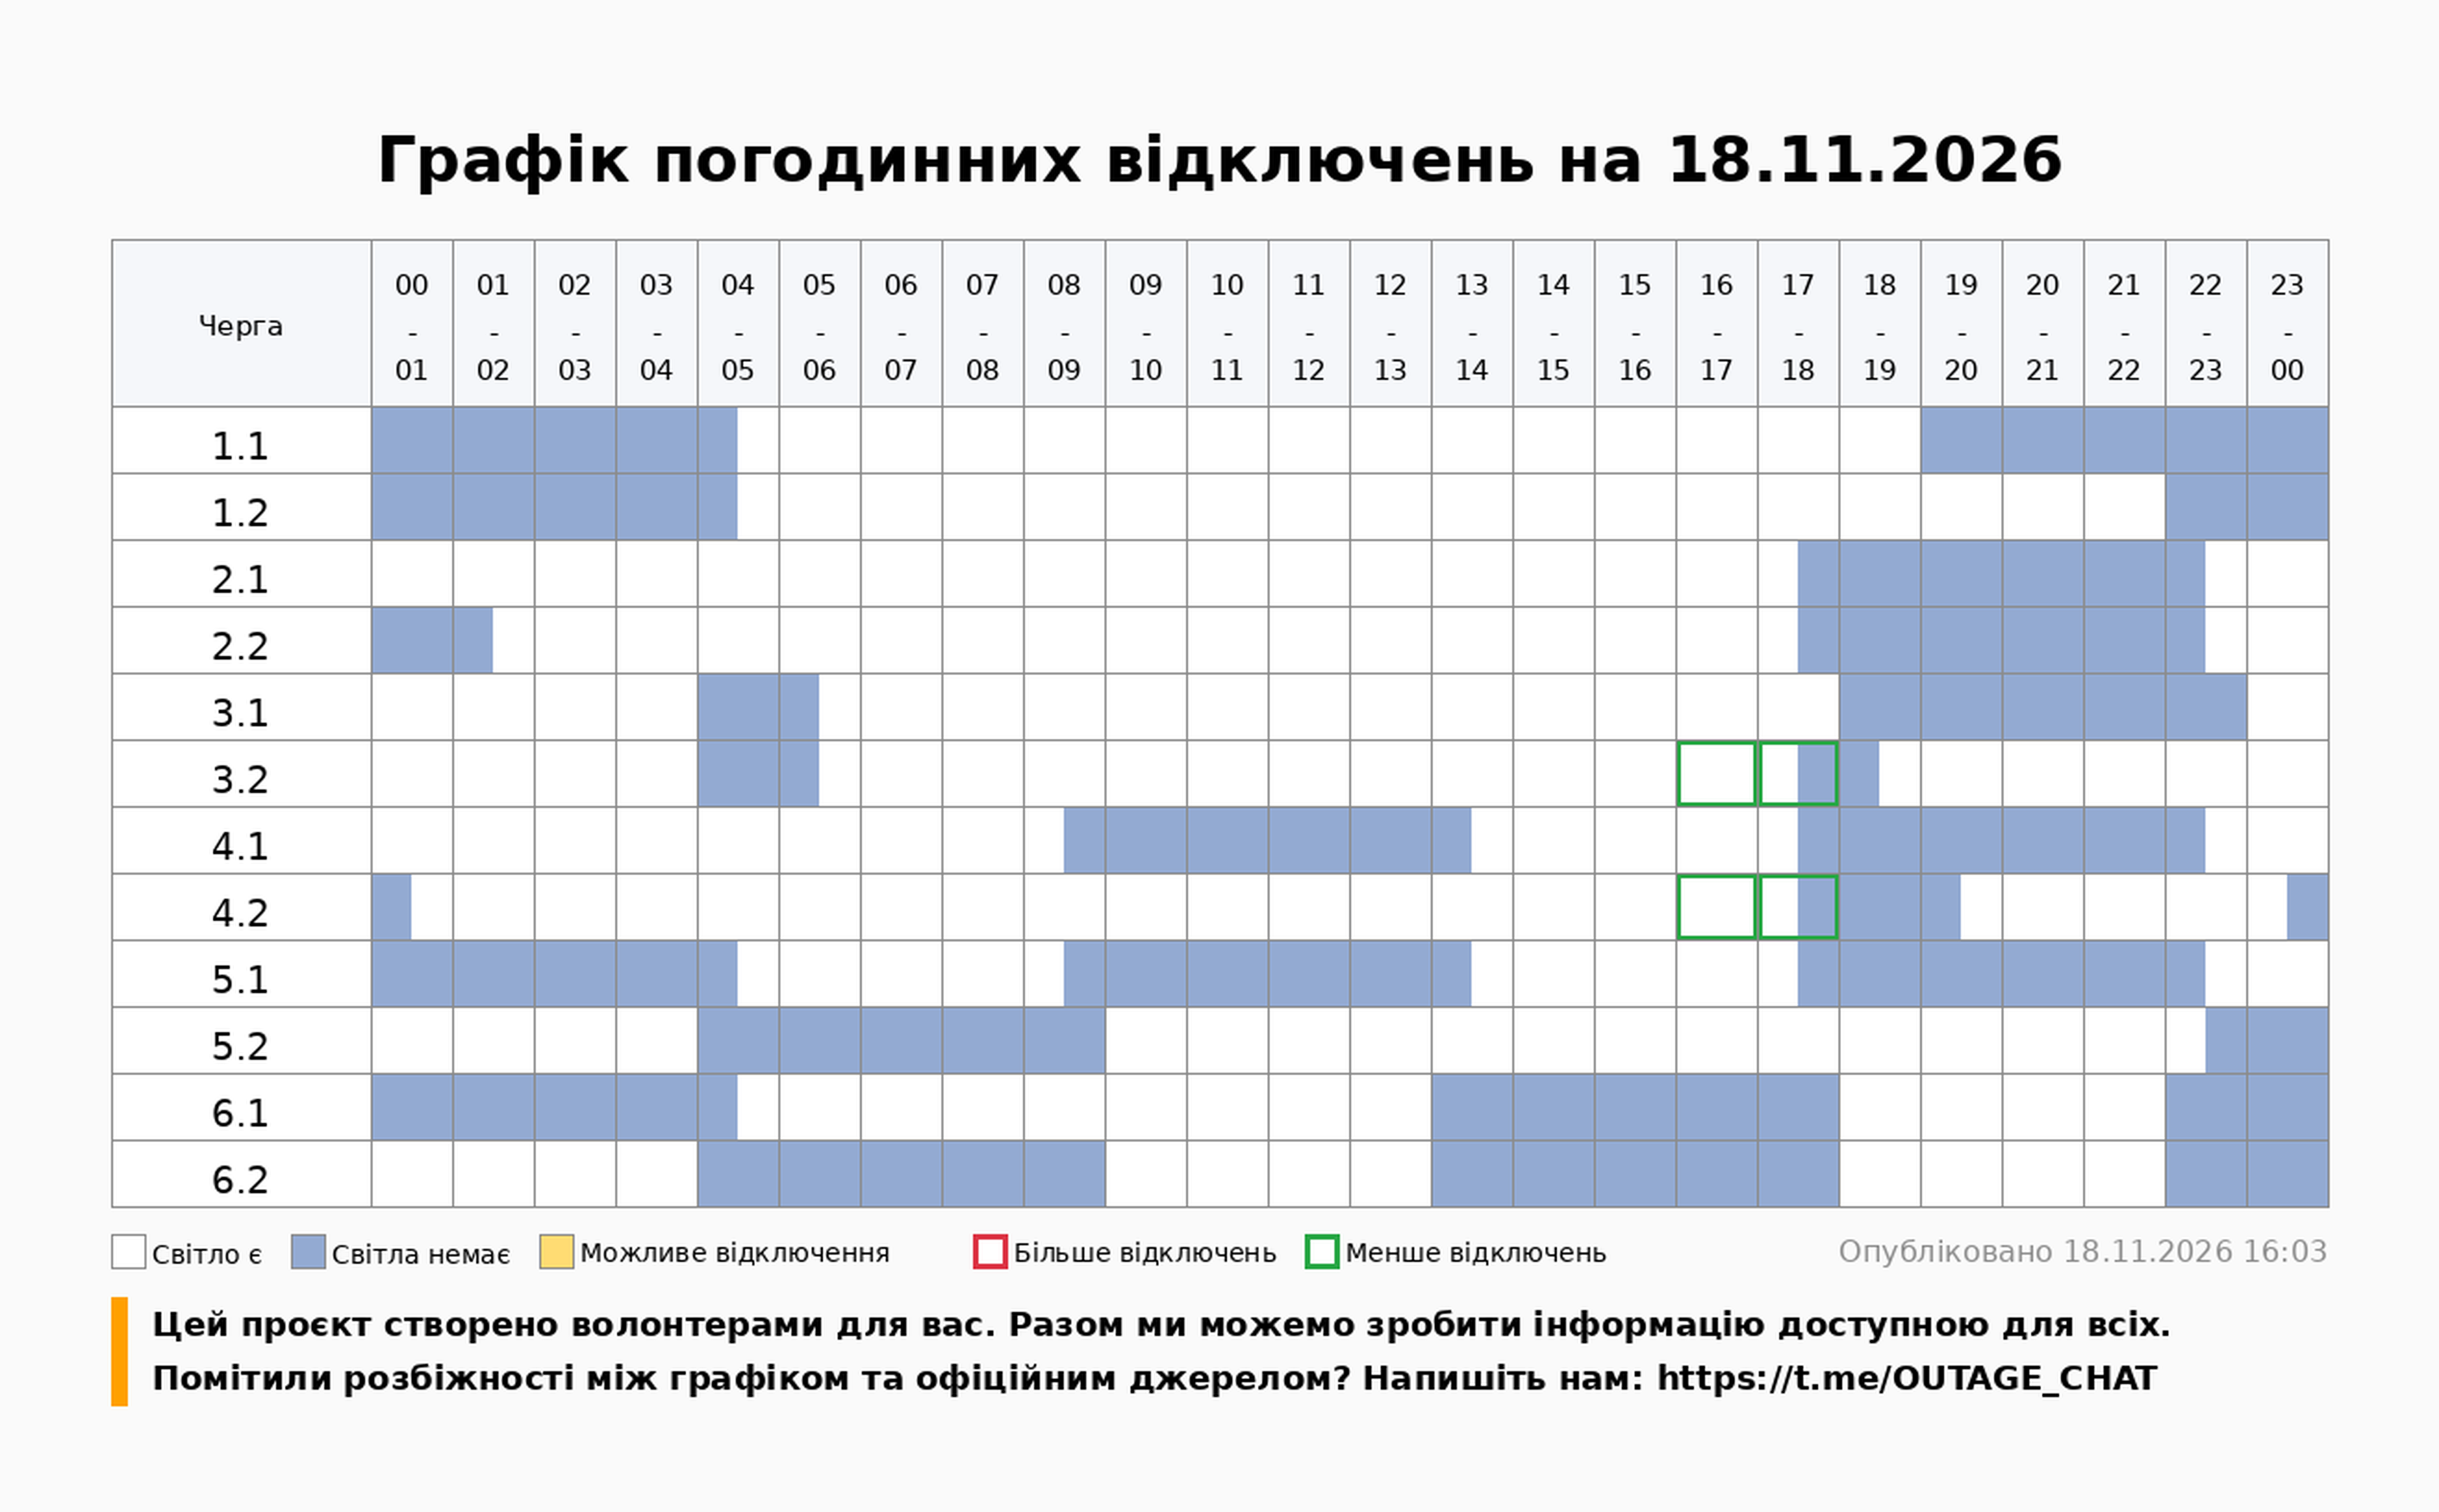 Графік погодинних відключень на 18.11.2026
Черга
00 - 01
01 - 02
02 - 03
03 - 04
04 - 05
05 - 06
06 - 07
07 - 08
08 - 09
09 - 10
10 - 11
11 - 12
12 - 13
13 - 14
14 - 15
15 - 16
16 - 17
17 - 18
18 - 19
19 - 20
20 - 21
21 - 22
22 - 23
23 - 00
1.1
1.2
2.1
2.2
3.1
3.2
4.1
4.2
5.1
5.2
6.1
6.2
Світло є
Світла немає
Можливе відключення
Більше відключень
Менше відключень
Опубліковано 18.11.2026 16:03
Цей проєкт створено волонтерами для вас. Разом ми можемо зробити інформацію доступною для всіх.
Помітили розбіжності між графіком та офіційним джерелом? Напишіть нам: https://t.me/OUTAGE_CHAT